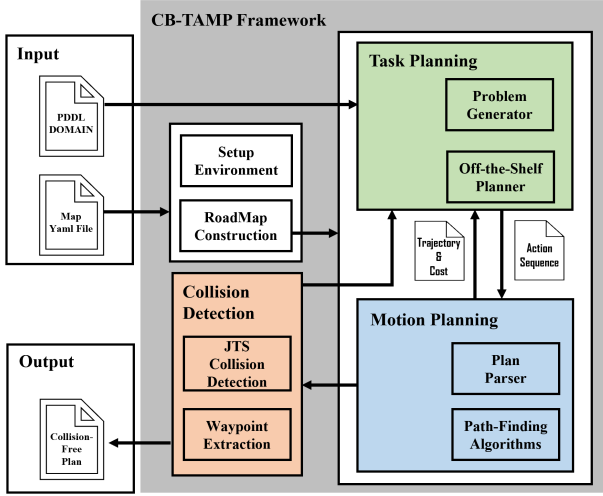 CB-TAMP Framework
Input
PDDL
DOMAIN
Map
Yaml File
Setup
Environment
RoadMap
Construction
Task Planning
Problem
Generator
Off-the-Shelf
Planner
Trajectory
&
Cost
Action
Sequence
Collision
Detection
JTS
Collision
Detection
Waypoint
Extraction
Motion Planning
Plan
Parser
Path-Finding
Algorithms
Output
Collision-
Free
Plan